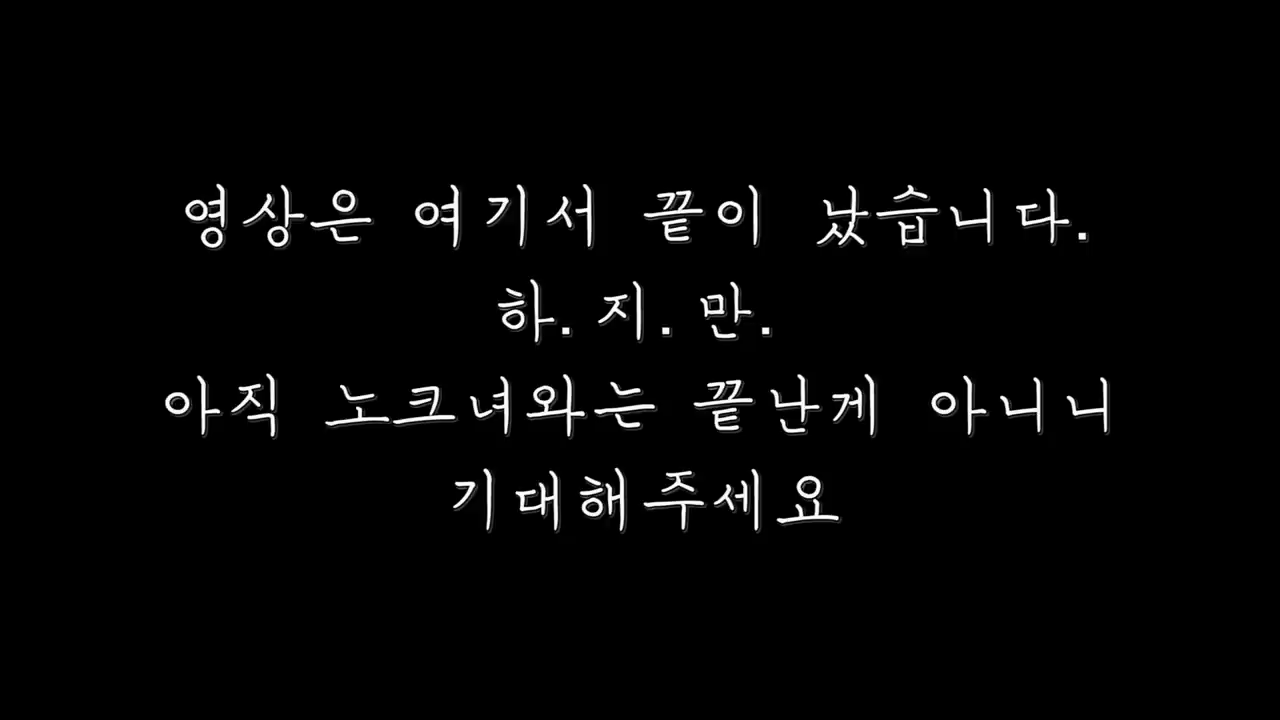 영상은 여기서 끝이 났습니다.
하. 지. 만.
아직 노크녀와는 끝난게 아니니
기대해주세요